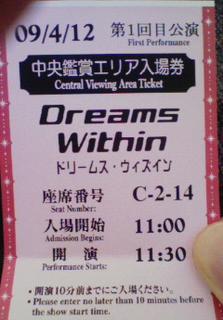 09/4/12 第1回目公演
First Performance
中央鑑賞エリア入場券
Central Viewing Area Ticket
Dreams
Within
ドリームス・ウィズイン
座席番号 C-2-14
Seat Number:
入場開始 11:00
Admission Begins:
開演 11:30
Performance Starts:
・開演10分前までにご入場ください。
・Please enter no later than 10 minutes before
the show start time.